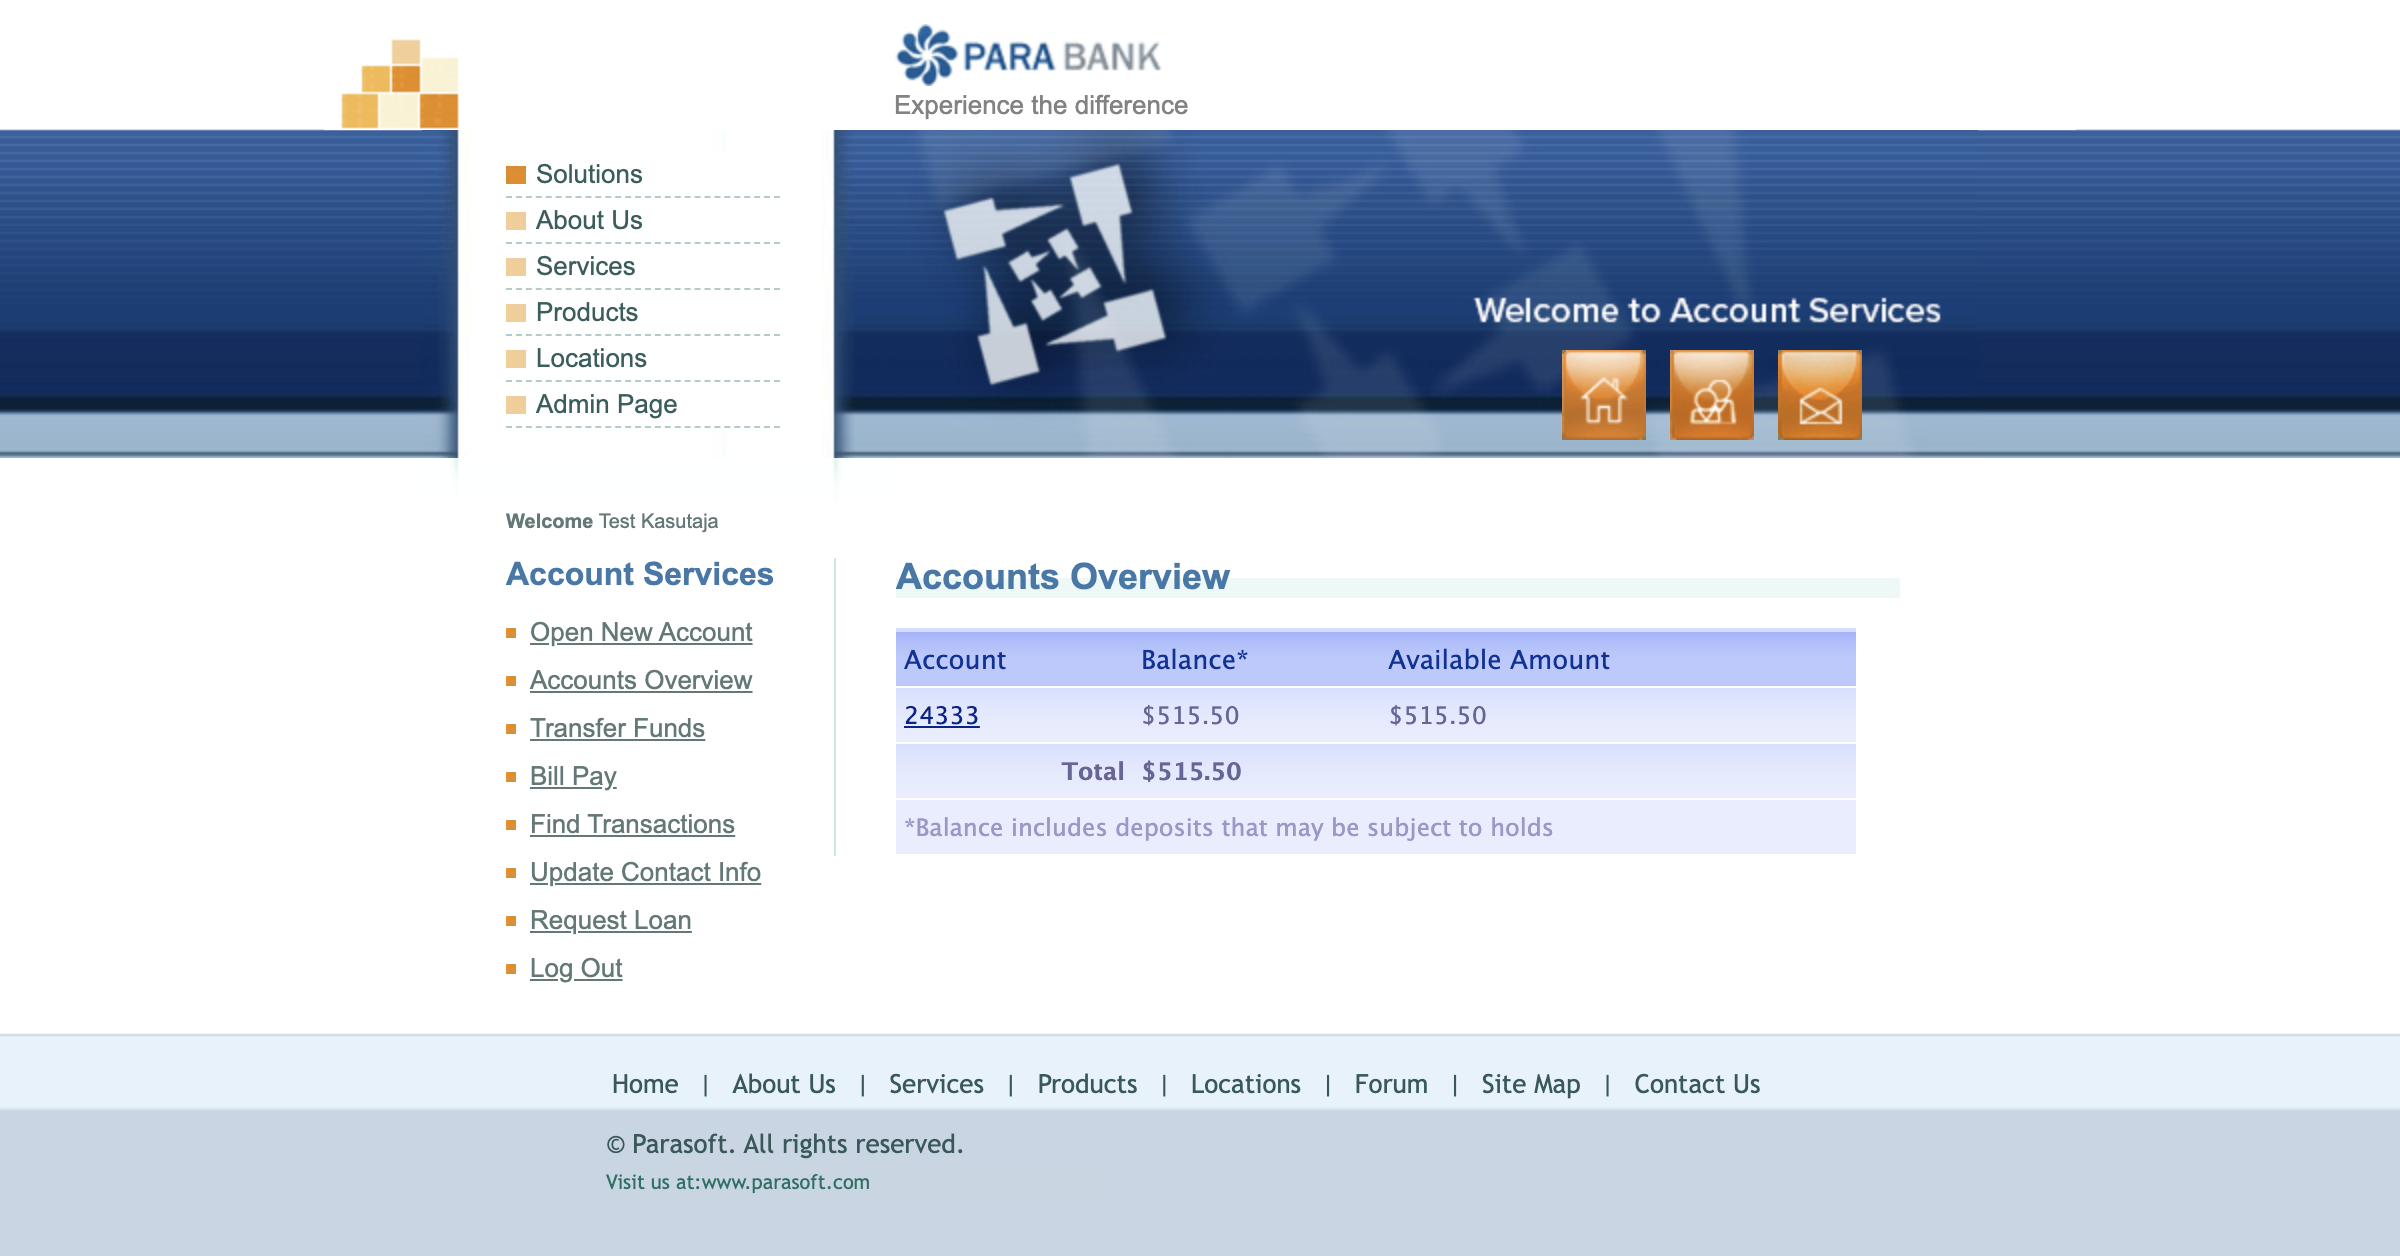 PARA BANK
Experience the difference
Solutions
About Us
Services
Products
Locations
Admin Page
Welcome to Account Services
Welcome Test Kasutaja
Account Services
Open New Account
Accounts Overview
Transfer Funds
Bill Pay
Find Transactions
Update Contact Info
Request Loan
Log Out
Accounts Overview
Account Balance* Available Amount
24333 $515.50 $515.50
Total $515.50
*Balance includes deposits that may be subject to holds
Home | About Us | Services | Products | Locations | Forum | Site Map | Contact Us
© Parasoft. All rights reserved.
Visit us at:www.parasoft.com